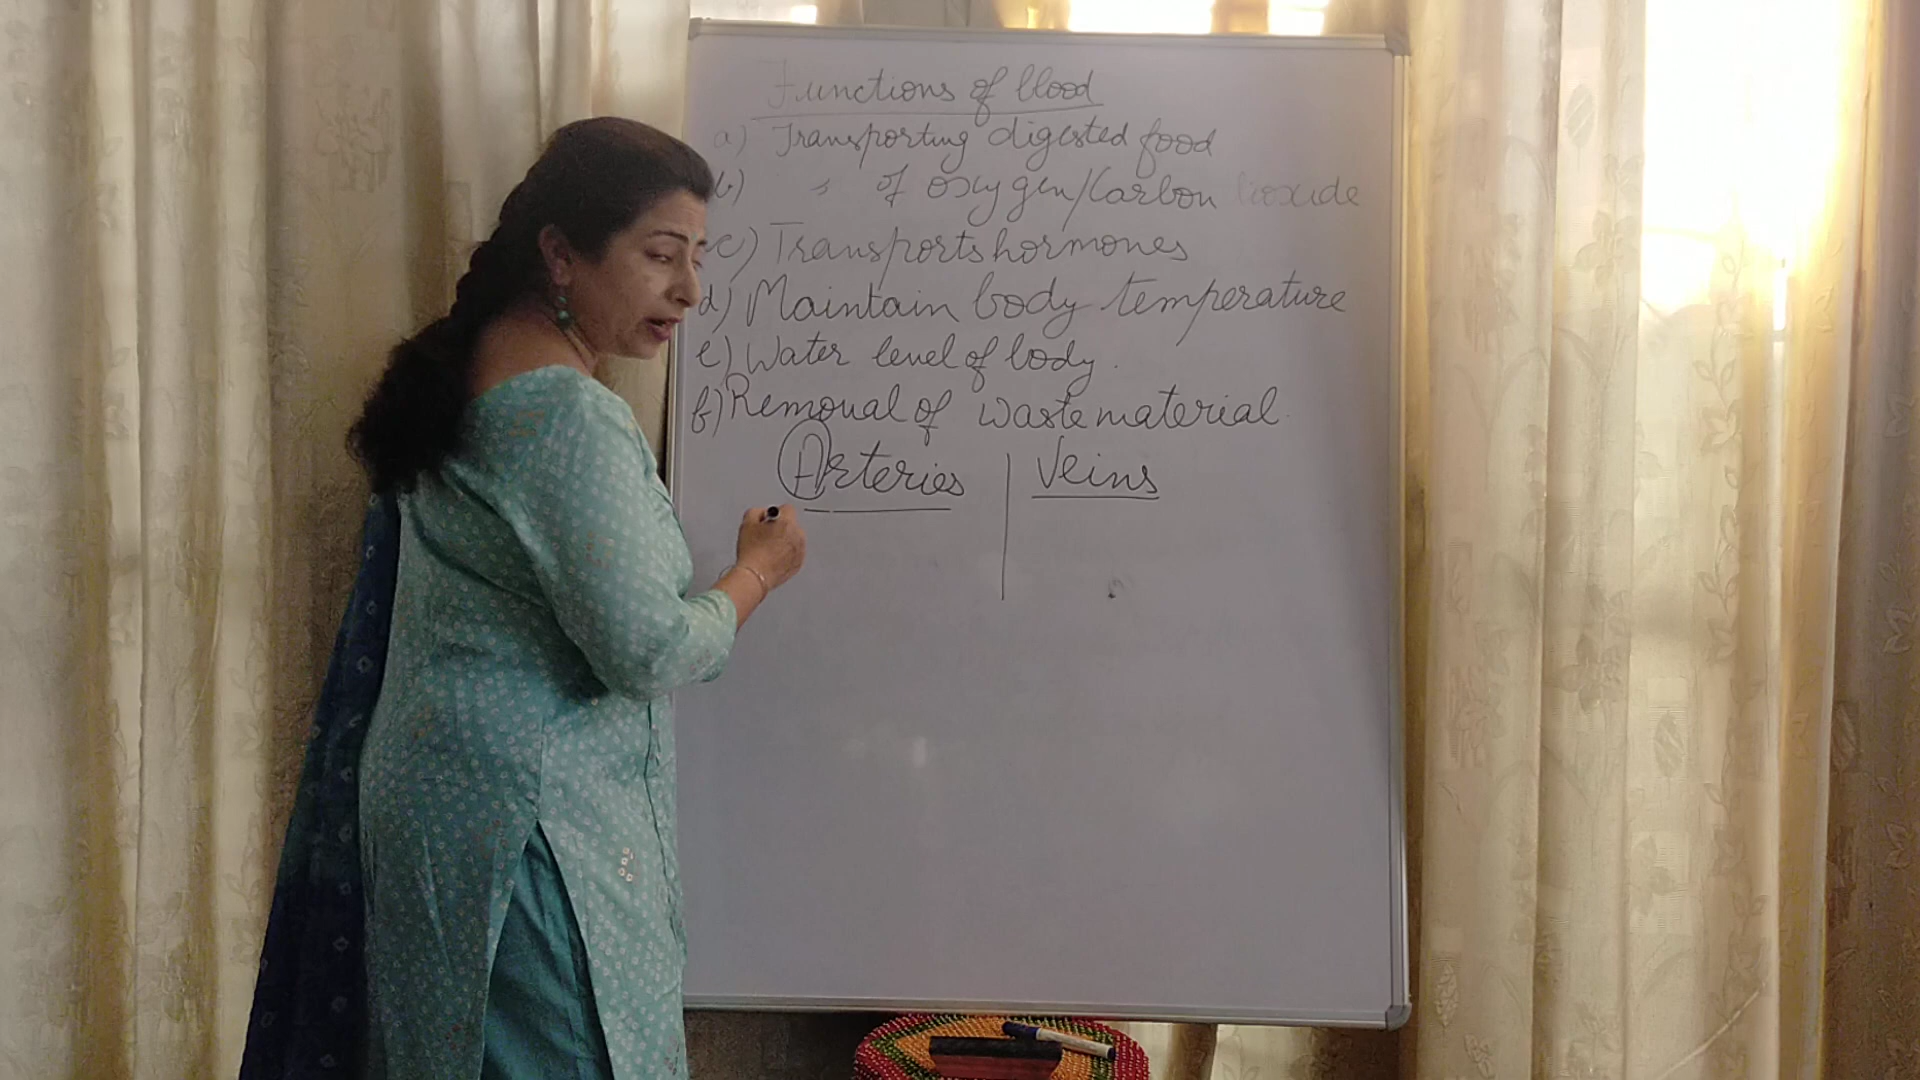 Functions of blood
a) Transporting digested food
b) " of oxygen/Carbon dioxide
c) Transports hormones
d) Maintain body temperature
e) Water level of body.
f) Removal of waste material.
Arteries | Veins